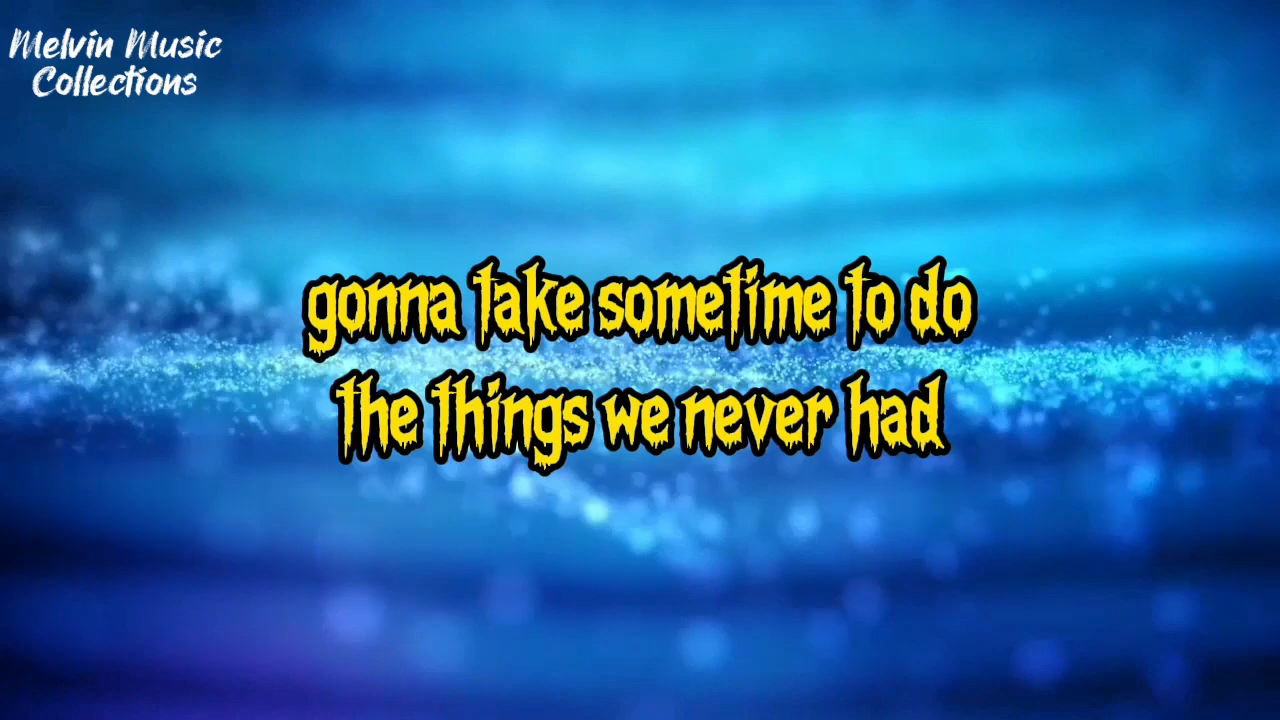 Melvin Music
Collections
gonna take sometime to do
the things we never had